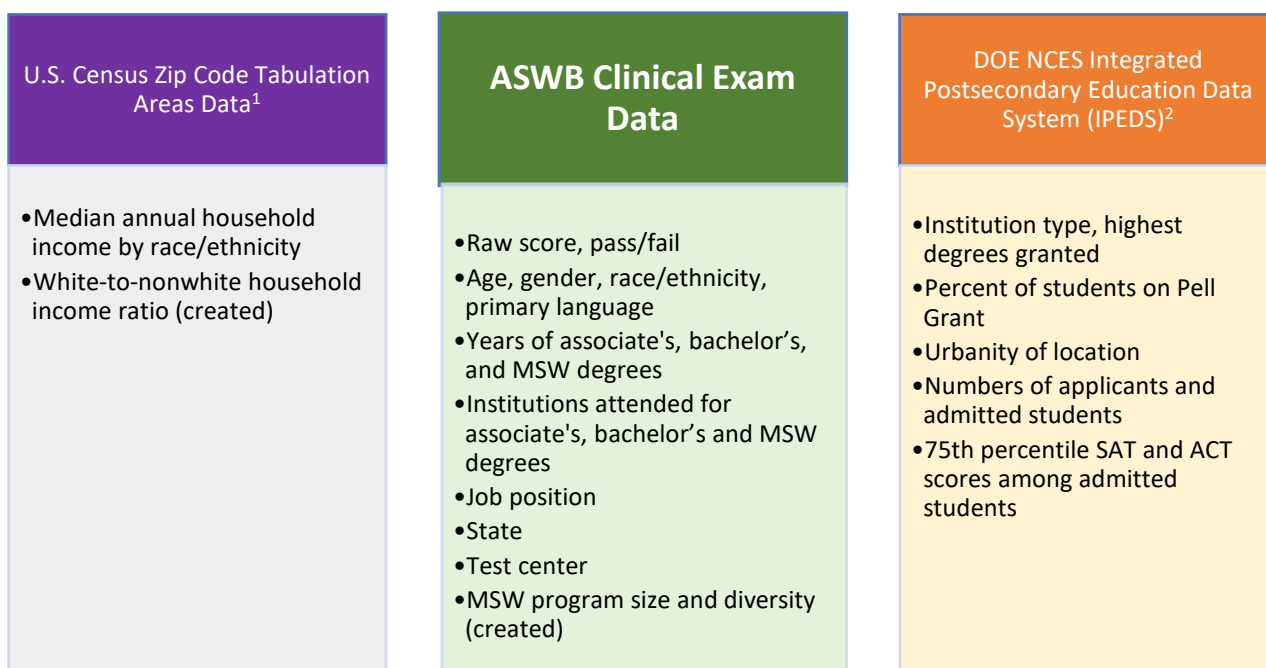 U.S. Census Zip Code Tabulation
Areas Data¹
•Median annual household
income by race/ethnicity
•White-to-nonwhite household
income ratio (created)
ASWB Clinical Exam
Data
•Raw score, pass/fail
•Age, gender, race/ethnicity,
primary language
•Years of associate's, bachelor’s,
and MSW degrees
•Institutions attended for
associate's, bachelor’s and MSW
degrees
•Job position
•State
•Test center
•MSW program size and diversity
(created)
DOE NCES Integrated
Postsecondary Education Data
System (IPEDS)²
•Institution type, highest
degrees granted
•Percent of students on Pell
Grant
•Urbanity of location
•Numbers of applicants and
admitted students
•75th percentile SAT and ACT
scores among admitted
students